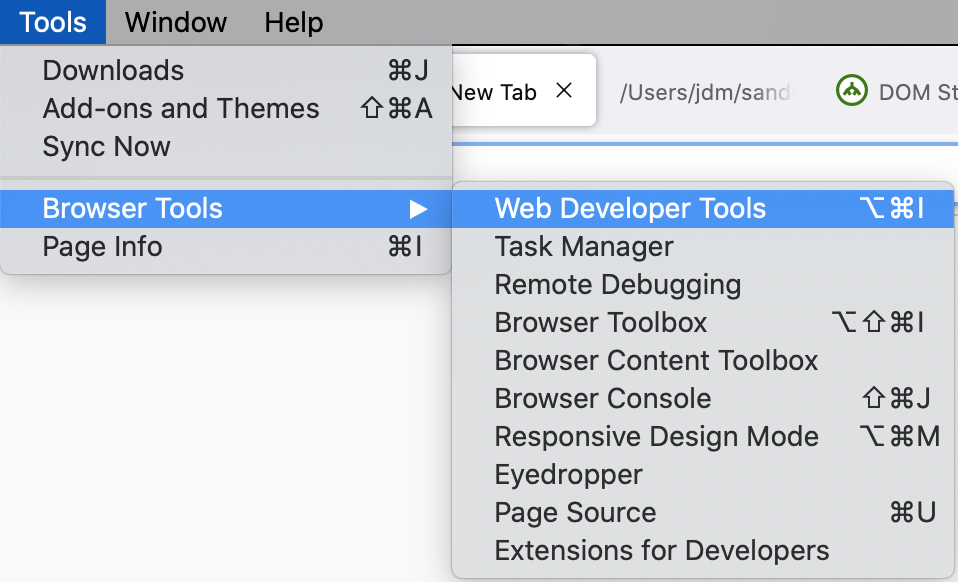 Tools Window Help
Downloads ⌘J
Add-ons and Themes ⇧⌘A
Sync Now
Browser Tools ▶
Page Info ⌘I
New Tab ×
/Users/jdm/sand
DOM St
Web Developer Tools ⌥⌘I
Task Manager
Remote Debugging
Browser Toolbox ⌥⇧⌘I
Browser Content Toolbox
Browser Console ⇧⌘J
Responsive Design Mode ⌥⌘M
Eyedropper
Page Source ⌘U
Extensions for Developers